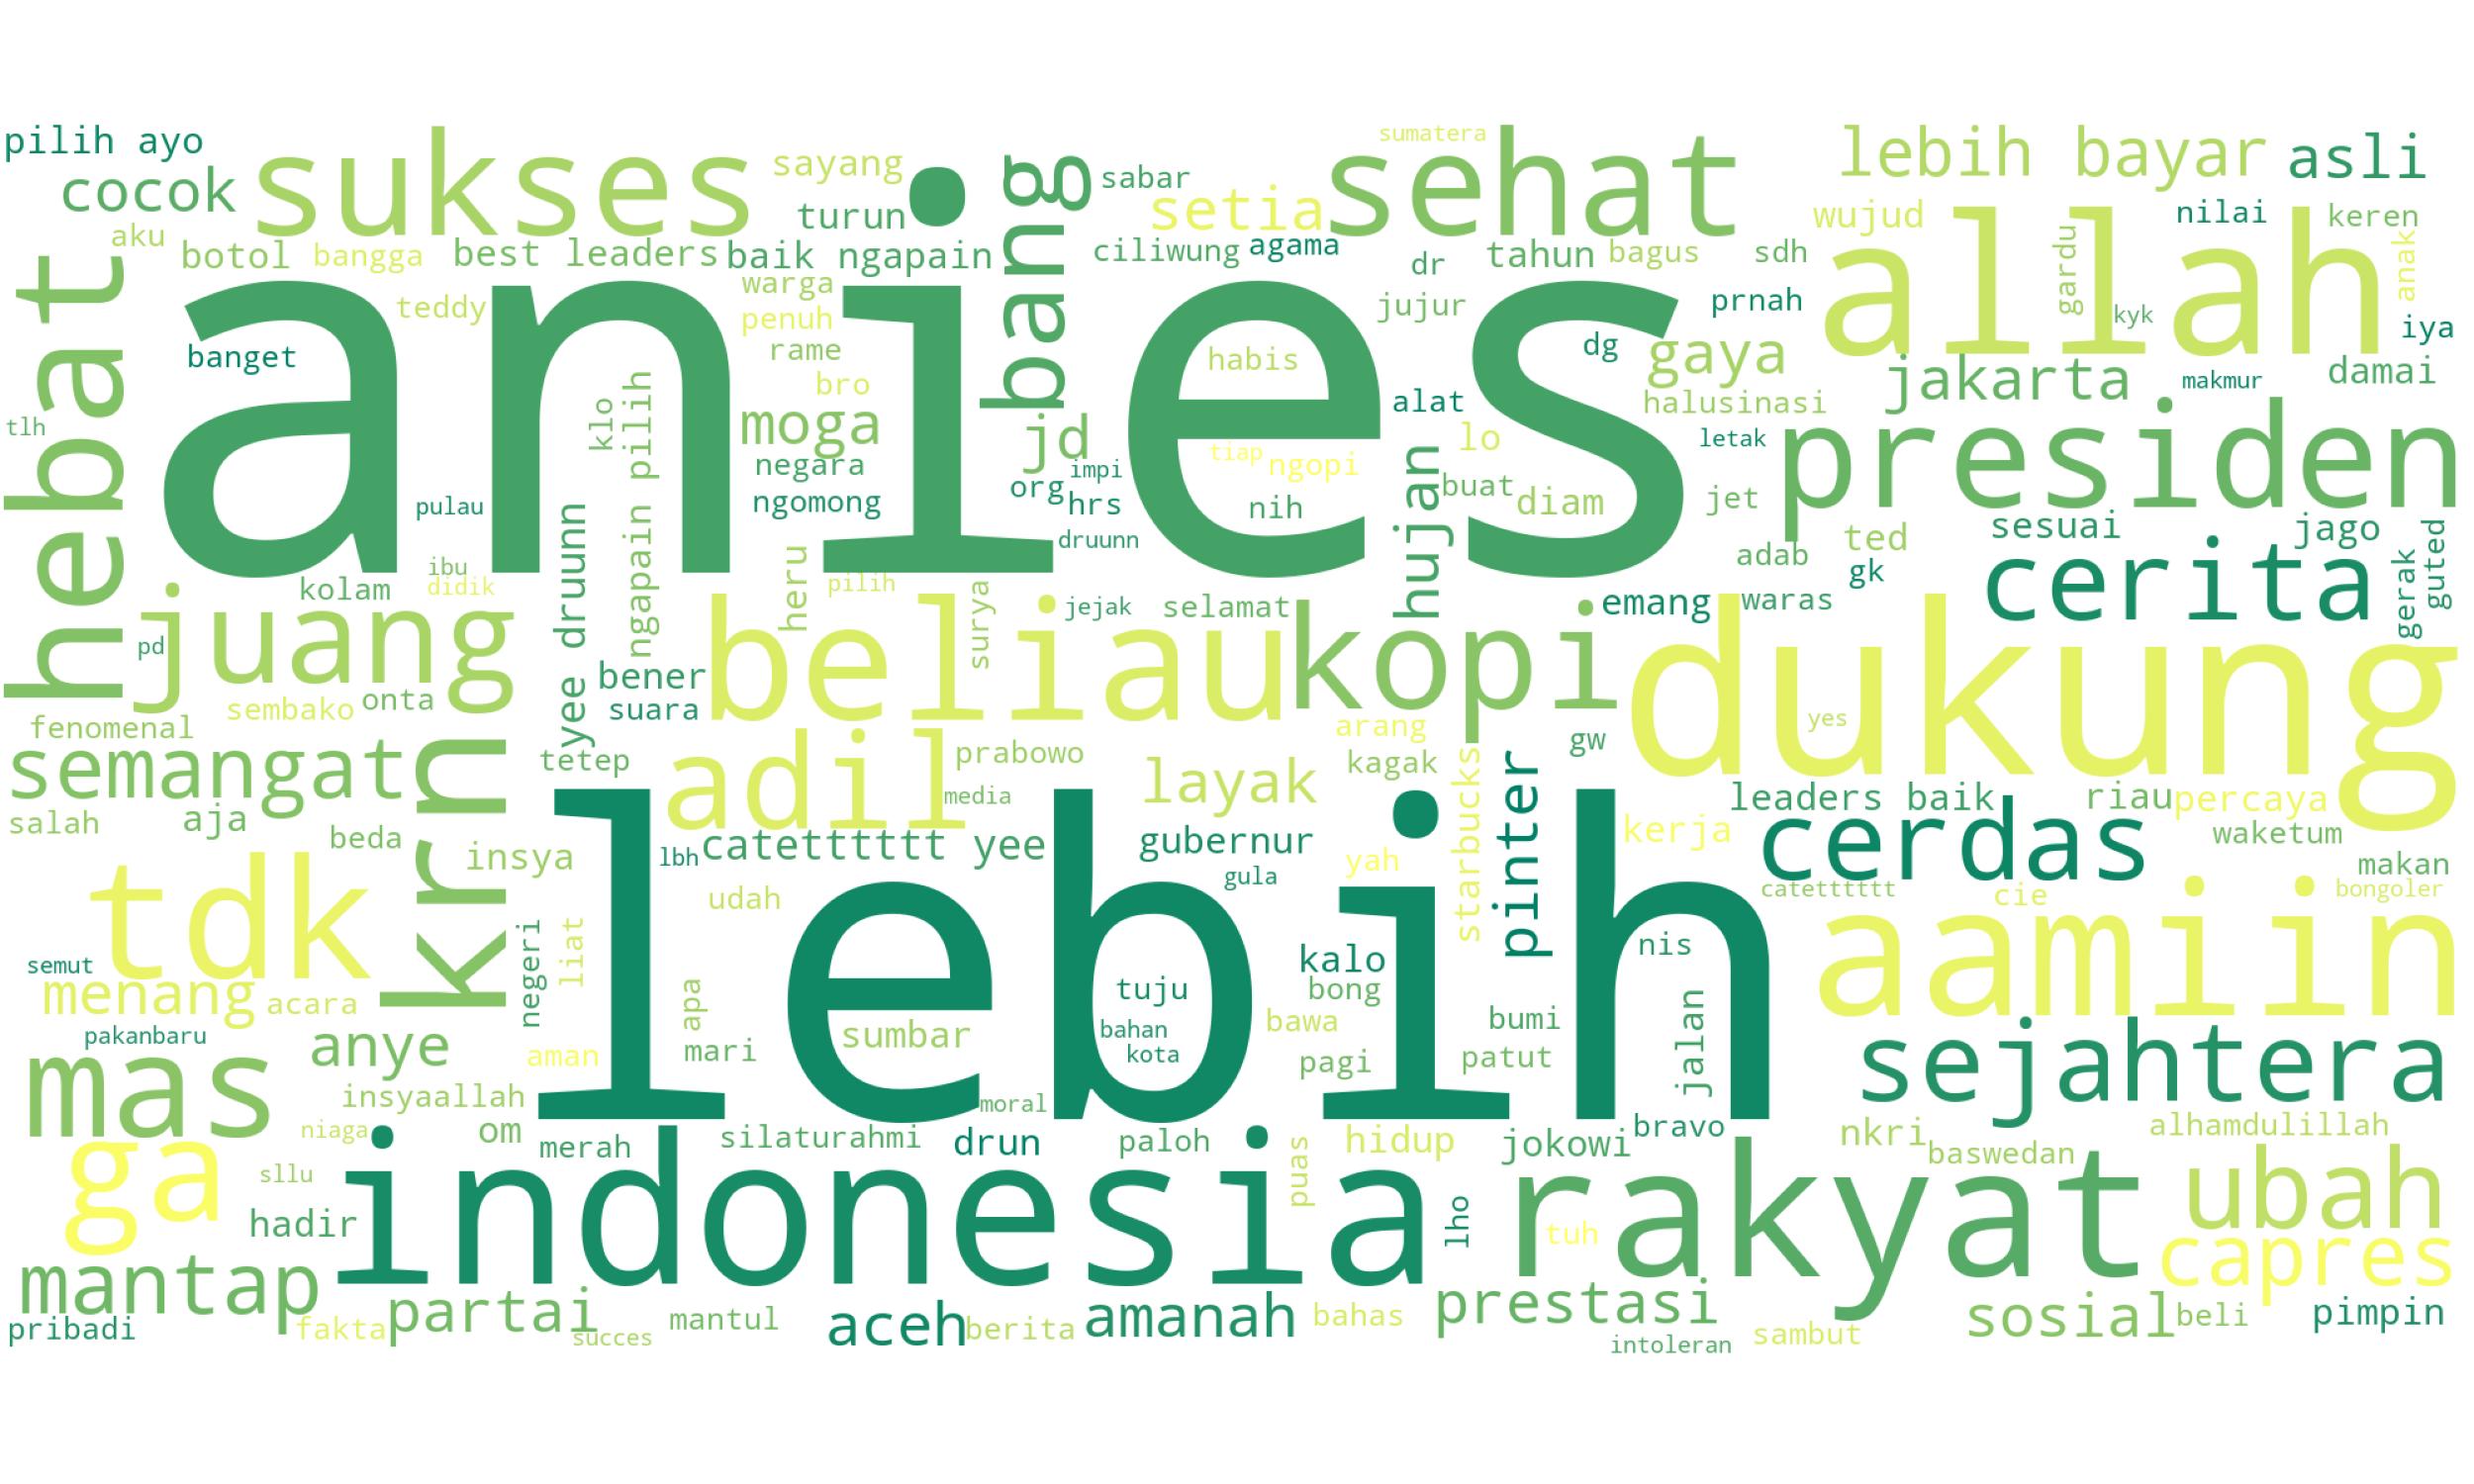 pilih ayo
sukses
sayang
bang
sabar
sumatera
sehat
lebih bayar
asli
cocok
turun
setia
wujud
nilai
keren
aku
botol
bangga
best leaders
baik ngapain
ciliwung
agama
dr
tahun
bagus
sdh
allah
gardu
anak
hebat
anies
teddy
warga
penuh
rame
bro
jujur
prnah
kyk
iya
banget
habis
dg
gaya
jakarta
makmur
damai
tlh
klo
ngapain pilih
moga
jd
alat
halusinasi
lo
letak
presiden
negara
impi
tiap
ngopi
hujan
pulau
ngomong
org
hrs
nih
buat
diam
jet
yee druunn
druunn
sesuai
jago
ted
adab
gk
cerita
gerak
guted
kolam
ibu
didik
heru
pilih
surya
jejak
selamat
emang
waras
juang
pd
beliau
kopi
dukung
bener
suara
sembako
onta
fenomenal
yes
semangat
krn
tetep
adil
prabowo
arang
kagak
gw
layak
starbucks
pinter
media
leaders baik
riau
percaya
salah
aja
beda
insya
lbh
catetttttt yee
gubernur
gula
yah
kerja
cerdas
waketum
makan
catetttttt
cie
bongoler
tdk
lebih
udah
aamiin
semut
menang
acara
negeri
liat
apa
kalo
bong
nis
tuju
pakanbaru
anye
aman
mari
sumbar
bahan
kota
bawa
pagi
bumi
patut
jalan
mas
sejahtera
insyaallah
moral
niaga
om
merah
silaturahmi
drun
paloh
puas
hidup
jokowi
bravo
nkri
baswedan
alhamdulillah
ga
sllu
hadir
indonesia
lho
tuh
rakyat
ubah
capres
mantap
partai
mantul
aceh
berita
amanah
bahas
prestasi
sosial
beli
pimpin
pribadi
fakta
succes
intoleran
sambut